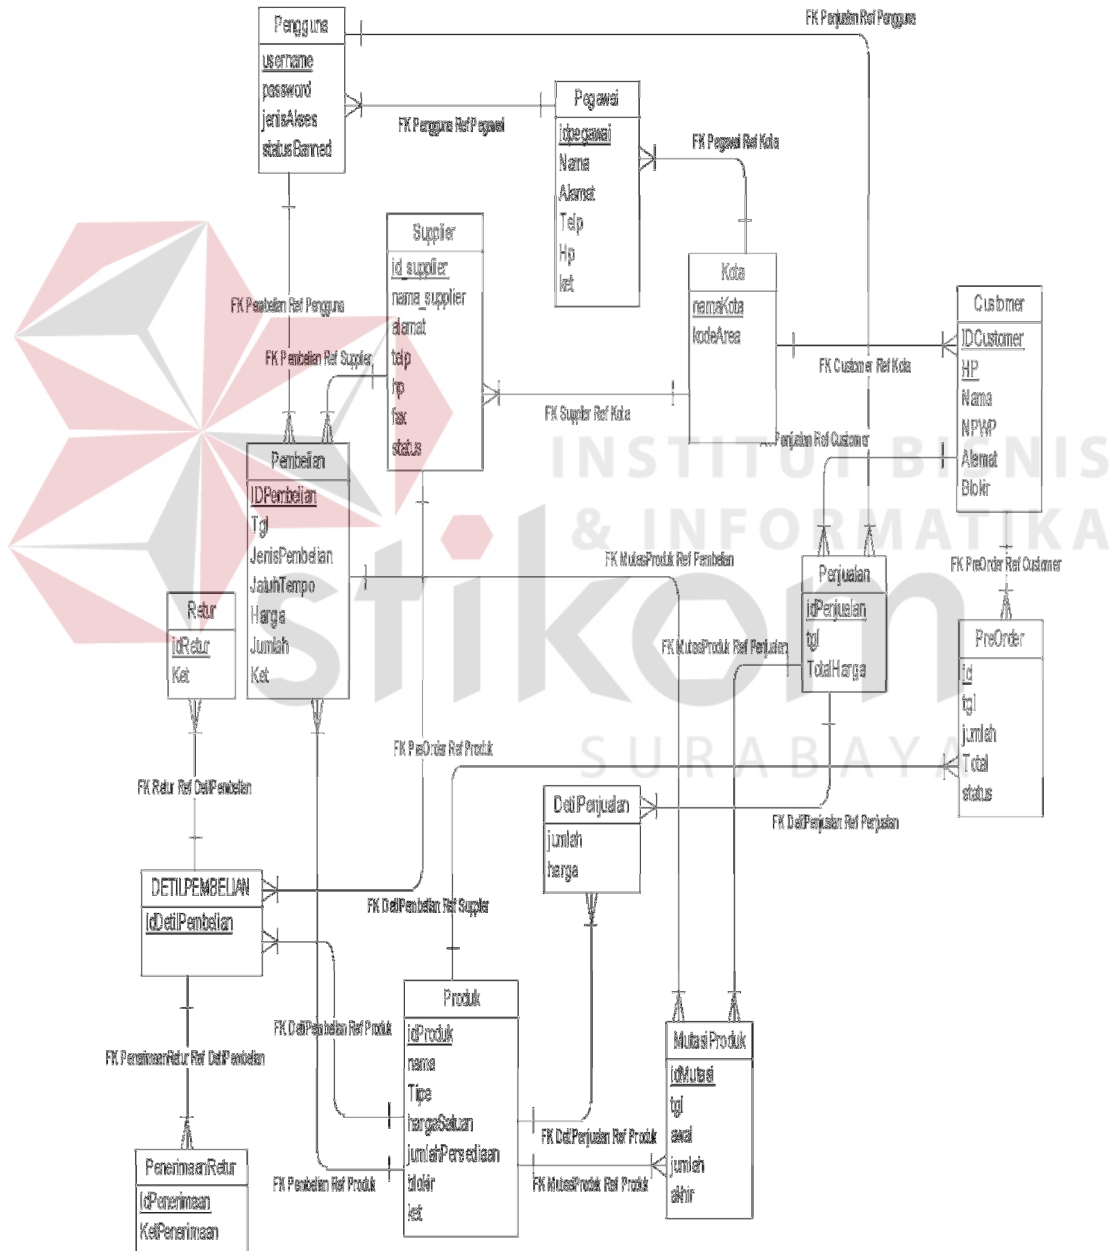 Pengguna
username
password
jenisAkses
statusBanned
FK Penjualan Ref Pengguna
FK Pengguna Ref Pegawai
Pegawai
idpegawai
Nama
Alamat
Telp
Hp
ket
FK Pegawai Ref Kota
Supplier
id_supplier
nama_supplier
alamat
telp
hp
fax
status
Kota
namaKota
kodeArea
Customer
IDCustomer
HP
Nama
NPWP
Alamat
Blokir
FK Pembelian Ref Pengguna
FK Pembelian Ref Supplier
FK Customer Ref Kota
FK Supplier Ref Kota
Penjualan Ref Customer
INSTITUT BISNIS
& INFORMATIKA
stikom
SURABAYA
Pembelian
IDPembelian
Tgl
JenisPembelian
JatuhTempo
Harga
Jumlah
Ket
FK MutasiProduk Ref Pembelian
FK PreOrder Ref Customer
Penjualan
idPenjualan
tgl
TotalHarga
Retur
idRetur
Ket
FK MutasiProduk Ref Penjualan
PreOrder
id
tgl
jumlah
Total
status
FK PreOrder Ref Produk
FK Retur Ref DetilPembelian
DetilPenjualan
jumlah
harga
FK DetilPenjualan Ref Penjualan
DETILPEMBELIAN
idDetilPembelian
FK DetilPembelian Ref Supplier
Produk
idProduk
nama
Tipe
hargaSatuan
jumlahPersediaan
blokir
ket
FK DetilPembelian Ref Produk
FK PenerimaanRetur Ref DetilPembelian
MutasiProduk
idMutasi
tgl
awal
jumlah
akhir
FK DetilPenjualan Ref Produk
FK Pembelian Ref Produk
FK MutasiProduk Ref Produk
PenerimaanRetur
IdPenerimaan
KetPenerimaan